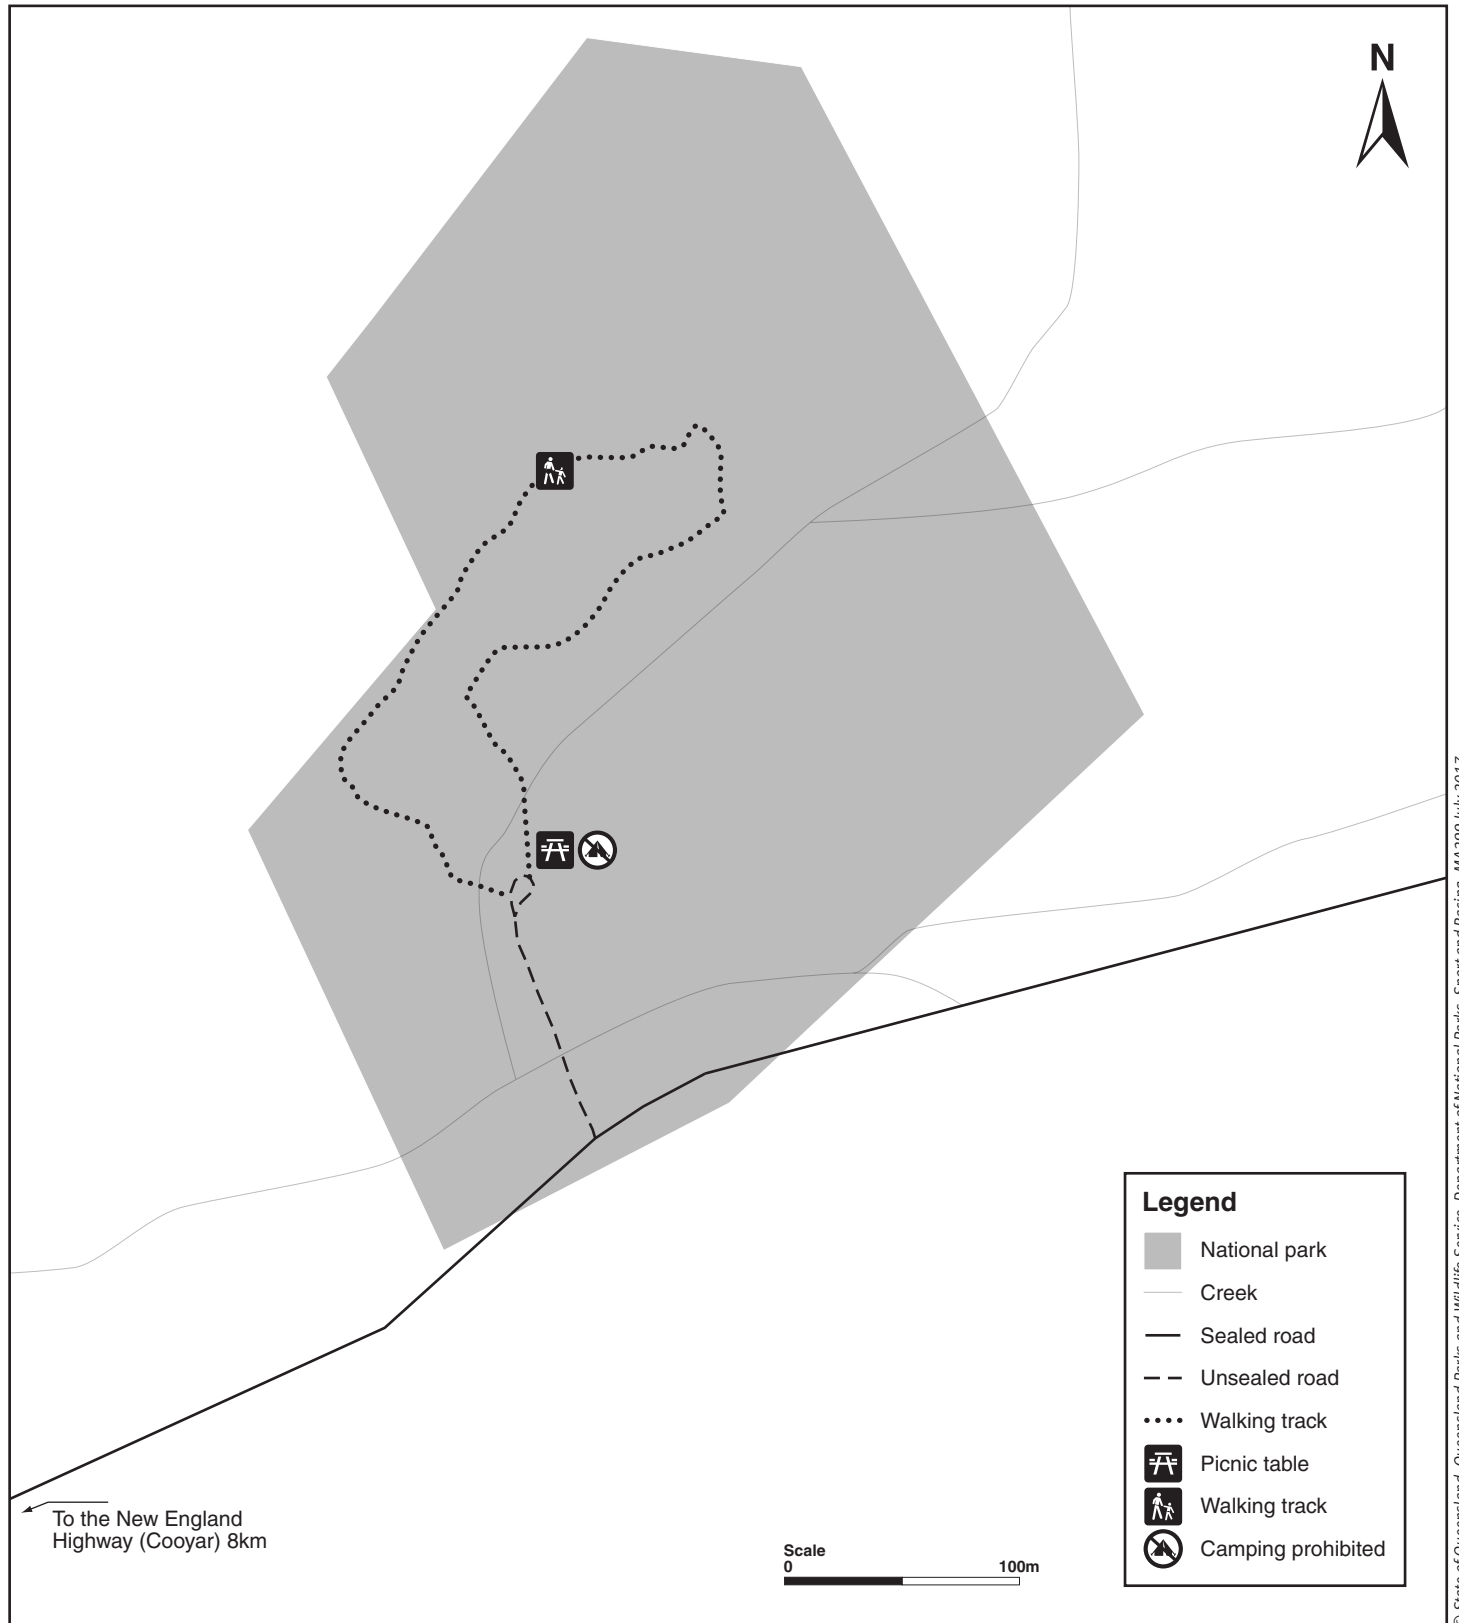 N
Legend
National park
Creek
Sealed road
Unsealed road
Walking track
Picnic table
Walking track
Camping prohibited
To the New England
Highway (Cooyar) 8km
Scale
0 100m
© State of Queensland. Queensland Parks and Wildlife Service, Department of National Parks, Sport and Racing. MA290 July 2017